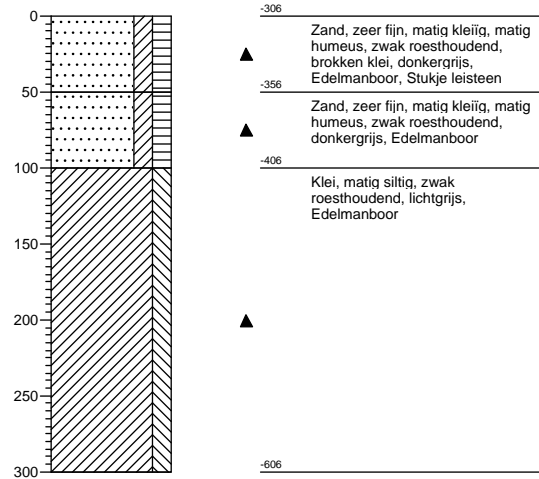 0
50
100
150
200
250
300
-306
Zand, zeer fijn, matig kleiïg, matig
humeus, zwak roesthoudend,
brokken klei, donkergrijs,
Edelmanboor, Stukje leisteen
-356
Zand, zeer fijn, matig kleiïg, matig
humeus, zwak roesthoudend,
donkergrijs, Edelmanboor
-406
Klei, matig siltig, zwak
roesthoudend, lichtgrijs,
Edelmanboor
-606